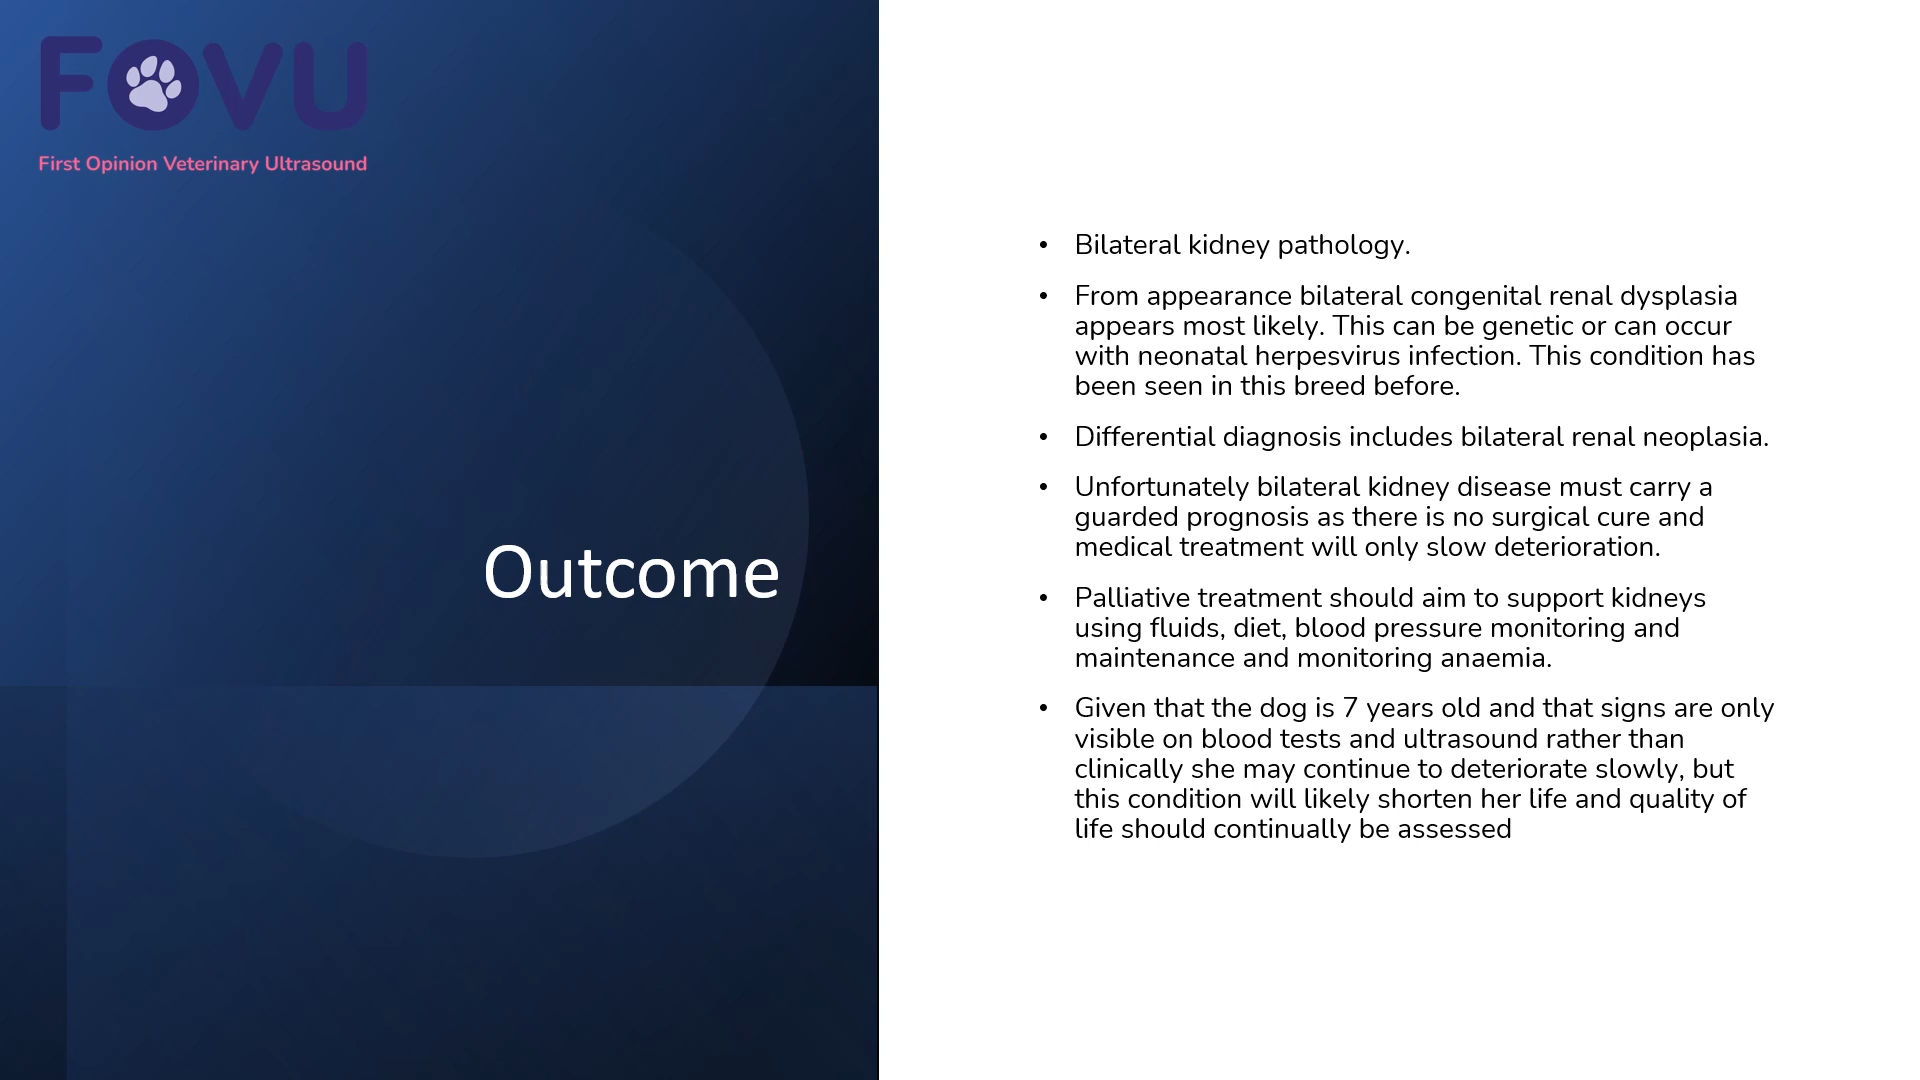 FOVU
First Opinion Veterinary Ultrasound
Outcome
• Bilateral kidney pathology.
• From appearance bilateral congenital renal dysplasia
appears most likely. This can be genetic or can occur
with neonatal herpesvirus infection. This condition has
been seen in this breed before.
• Differential diagnosis includes bilateral renal neoplasia.
• Unfortunately bilateral kidney disease must carry a
guarded prognosis as there is no surgical cure and
medical treatment will only slow deterioration.
• Palliative treatment should aim to support kidneys
using fluids, diet, blood pressure monitoring and
maintenance and monitoring anaemia.
• Given that the dog is 7 years old and that signs are only
visible on blood tests and ultrasound rather than
clinically she may continue to deteriorate slowly, but
this condition will likely shorten her life and quality of
life should continually be assessed